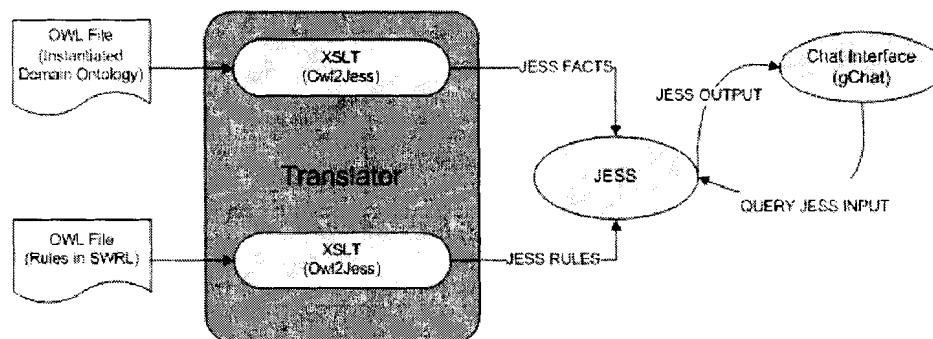 OWL File
(Instantiated
Domain Ontology)
XSLT
(Owl2Jess)
JESS FACTS
Chat Interface
(gChat)
JESS OUTPUT
Translator
JESS
QUERY JESS INPUT
OWL File
(Rules in SWRL)
XSLT
(Owl2Jess)
JESS RULES